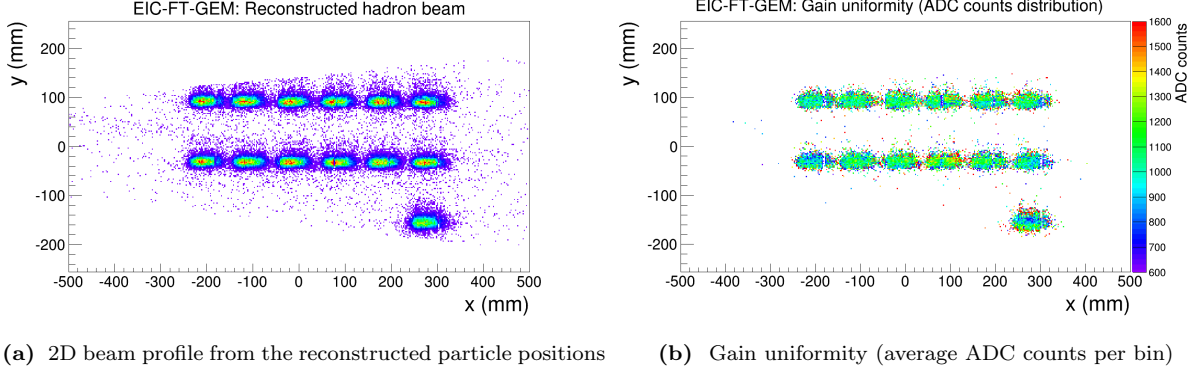 EIC-FT-GEM: Reconstructed hadron beam
y (mm)
200
100
0
-100
-200
-500 -400 -300 -200 -100 0 100 200 300 400 500
x (mm)
(a) 2D beam profile from the reconstructed particle positions
EIC-FT-GEM: Gain uniformity (ADC counts distribution)
y (mm)
200
100
0
-100
-200
-500 -400 -300 -200 -100 0 100 200 300 400 500
x (mm)
1600
1500
1400
1300
1200
1100
1000
900
800
700
600
ADC counts
(b) Gain uniformity (average ADC counts per bin)